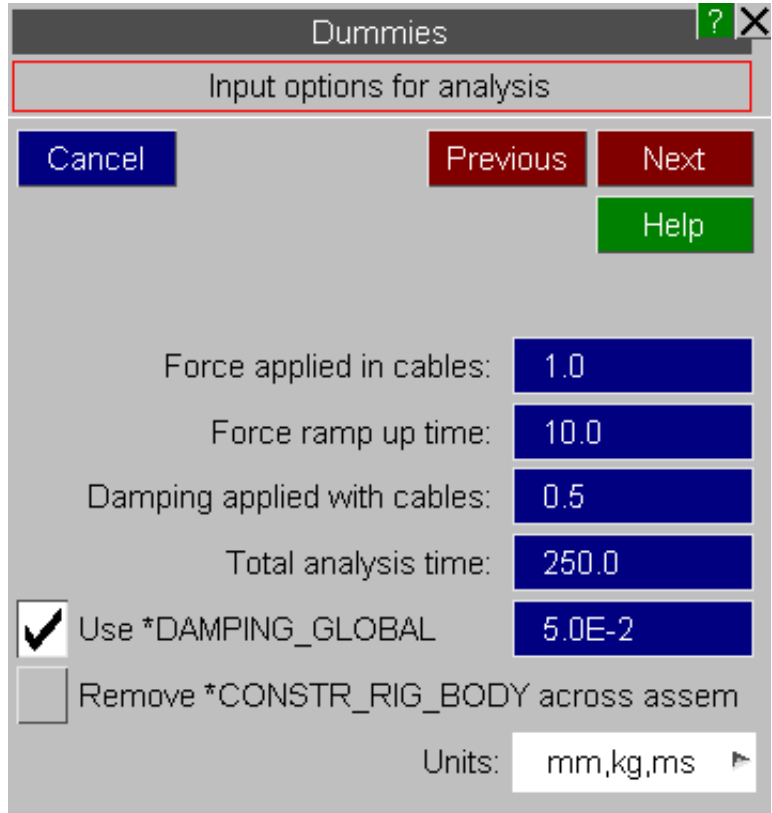 Dummies ? X
Input options for analysis
Cancel Previous Next
Help
Force applied in cables: 1.0
Force ramp up time: 10.0
Damping applied with cables: 0.5
Total analysis time: 250.0
Use *DAMPING_GLOBAL 5.0E-2
Remove *CONSTR_RIG_BODY across assem
Units: mm,kg,ms